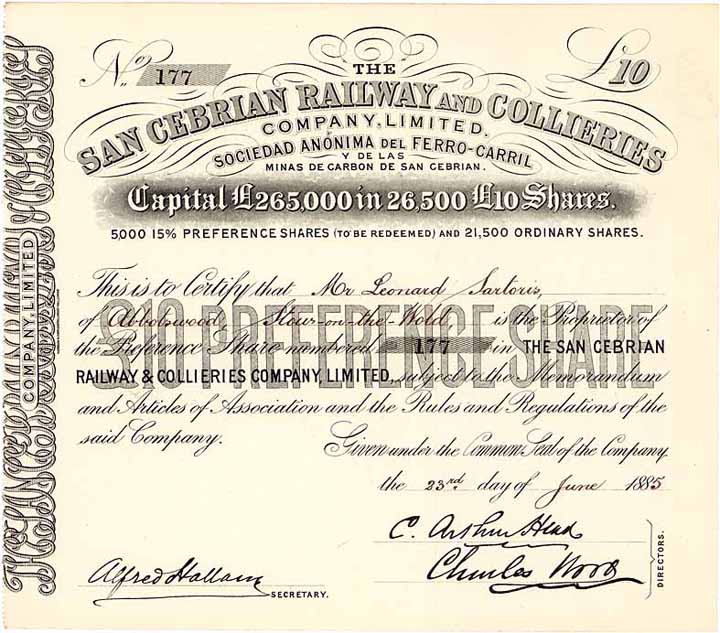 No. 177
£10
THE
SAN CEBRIAN RAILWAY AND COLLIERIES
COMPANY, LIMITED.
SOCIEDAD ANÓNIMA DEL FERRO-CARRIL
Y DE LAS
MINAS DE CARBON DE SAN CEBRIAN.
Capital £265,000 in 26,500 £10 Shares.
5,000 15% PREFERENCE SHARES (TO BE REDEEMED) AND 21,500 ORDINARY SHARES.
£10 PREFERENCE SHARE
This is to Certify that Mr Leonard Sartoris,
of Abbotswood, Stow-on-the-Wold is the Proprietor of
the Preference Share numbered 177 in THE SAN CEBRIAN
RAILWAY & COLLIERIES COMPANY, LIMITED, subject to the Memorandum
and Articles of Association and the Rules and Regulations of the
said Company.
Given under the Common Seal of the Company
the 23rd. day of June 1885
C. Arthur Head
Charles Wood
DIRECTORS.
Alfred Hallam
SECRETARY.
THE SAN CEBRIAN RAILWAY & COLLIERIES
COMPANY, LIMITED